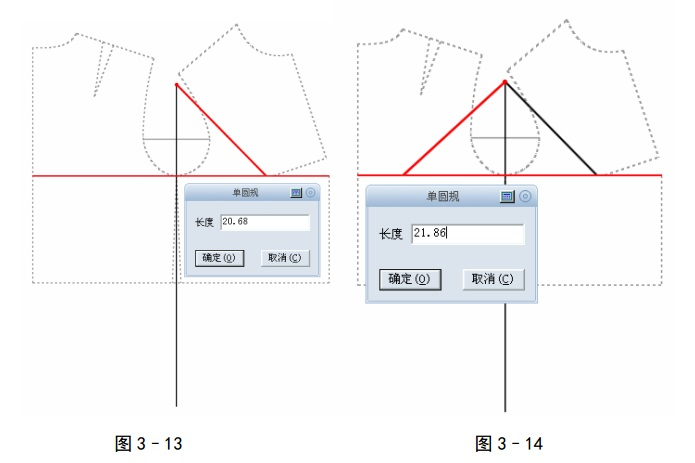 单圆规
长度 20.68
确定(O) 取消(C)
单圆规
长度 21.86
确定(O) 取消(C)
图3-13
图3-14